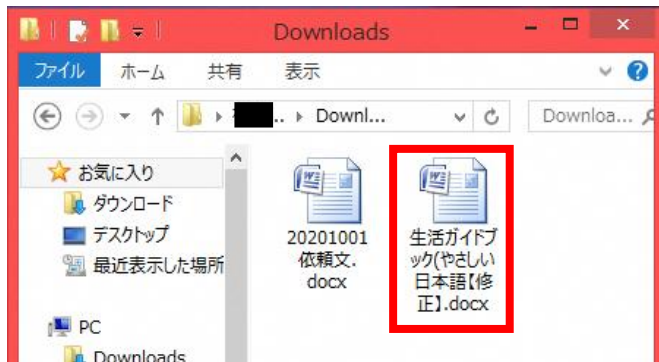 Downloads
ファイル ホーム 共有 表示
.. Downl... Downloa...
お気に入り
ダウンロード
デスクトップ
最近表示した場所
PC
Downloads
20201001
依頼文.
docx
生活ガイドブ
ック(やさしい
日本語【修
正】.docx